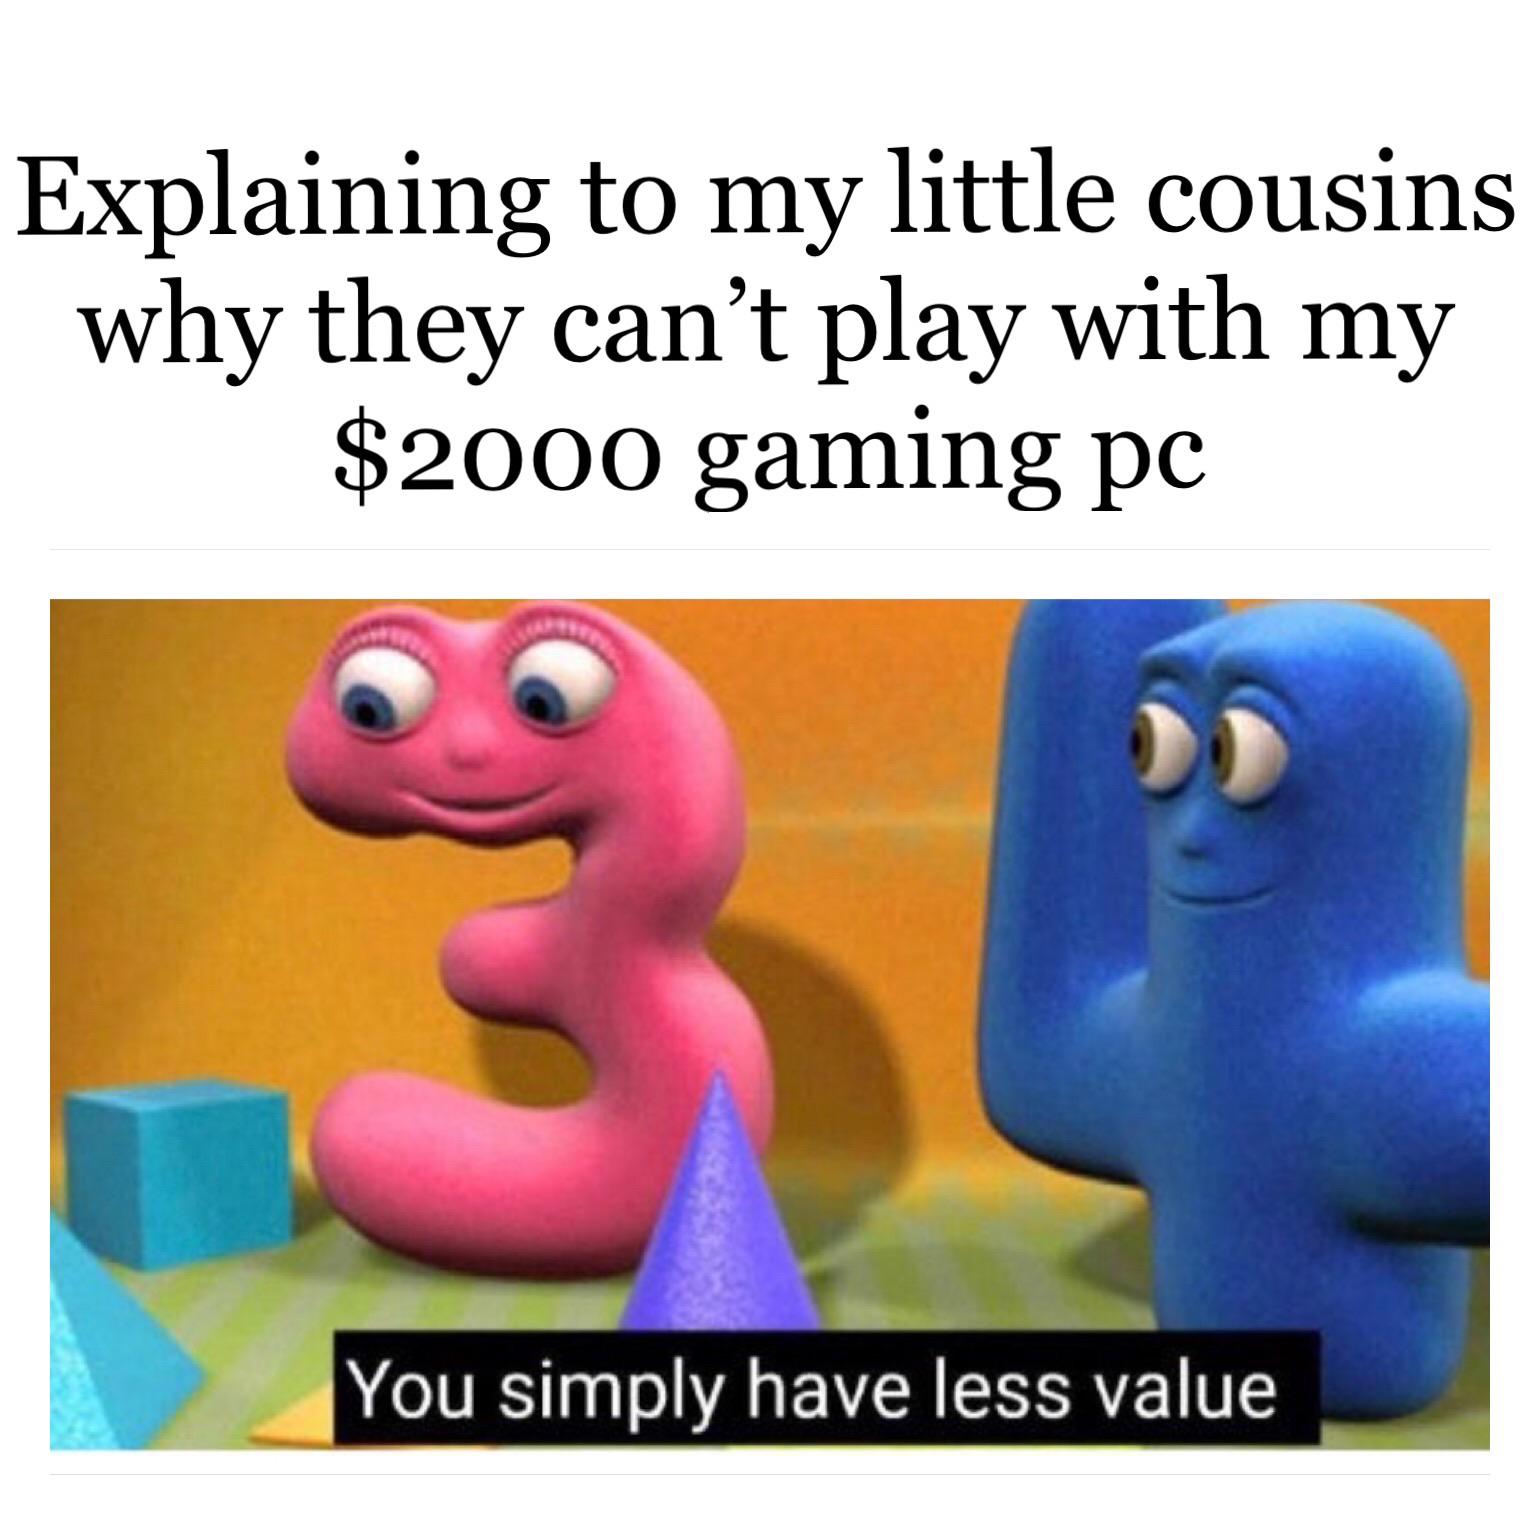 Explaining to my little cousins
why they can’t play with my
$2000 gaming pc
You simply have less value